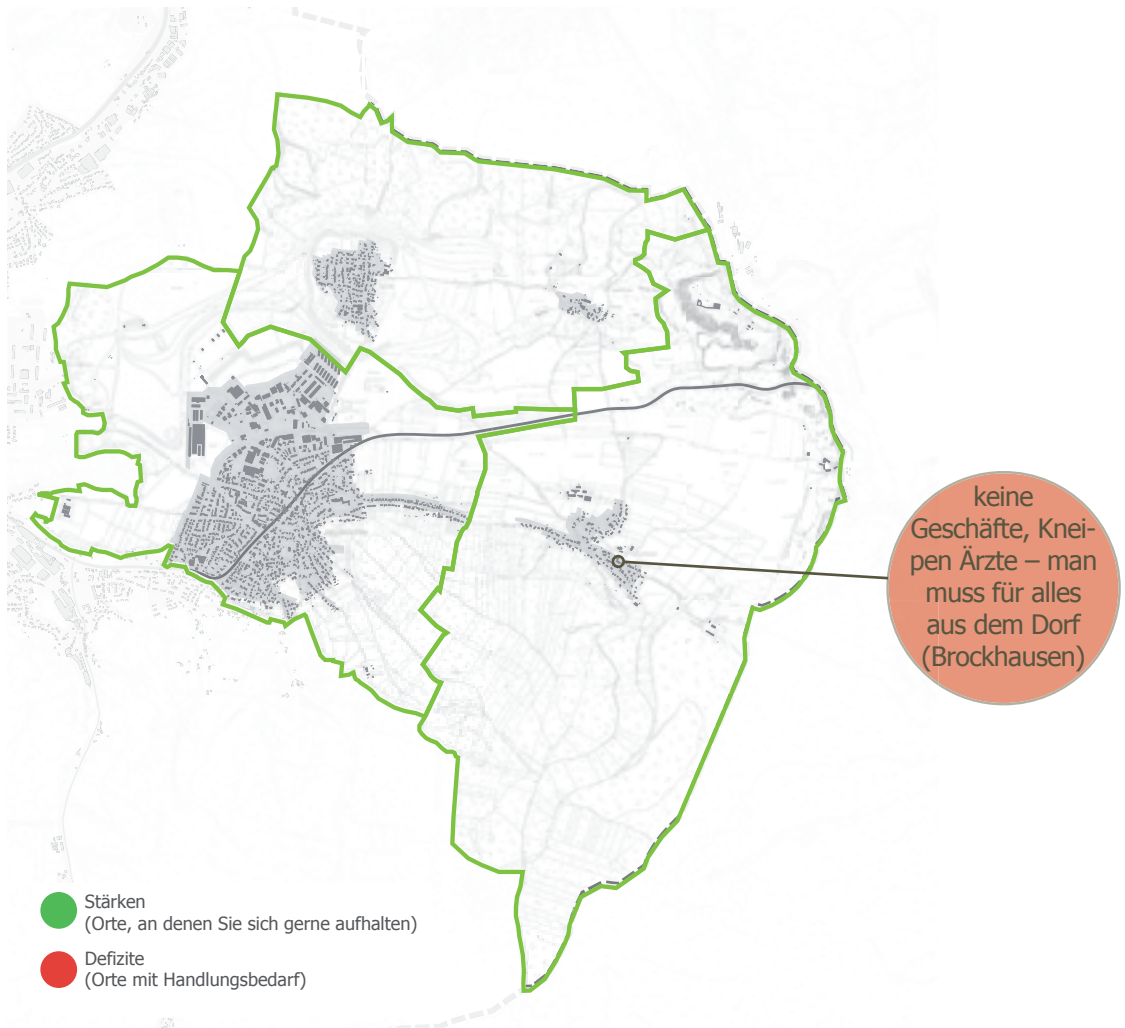 keine
Geschäfte, Knei-
pen Ärzte – man
muss für alles
aus dem Dorf
(Brockhausen)
Stärken
(Orte, an denen Sie sich gerne aufhalten)
Defizite
(Orte mit Handlungsbedarf)